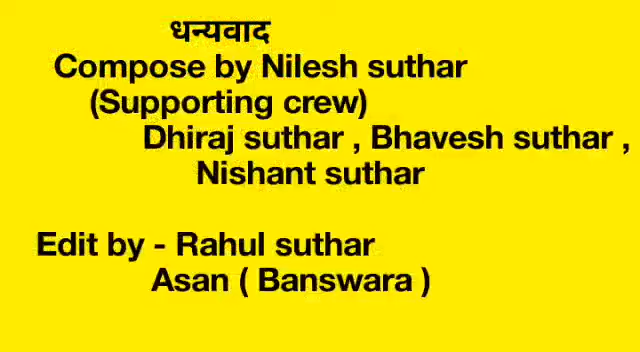 धन्यवाद
Compose by Nilesh suthar
(Supporting crew)
Dhiraj suthar , Bhavesh suthar ,
Nishant suthar
Edit by - Rahul suthar
Asan ( Banswara )